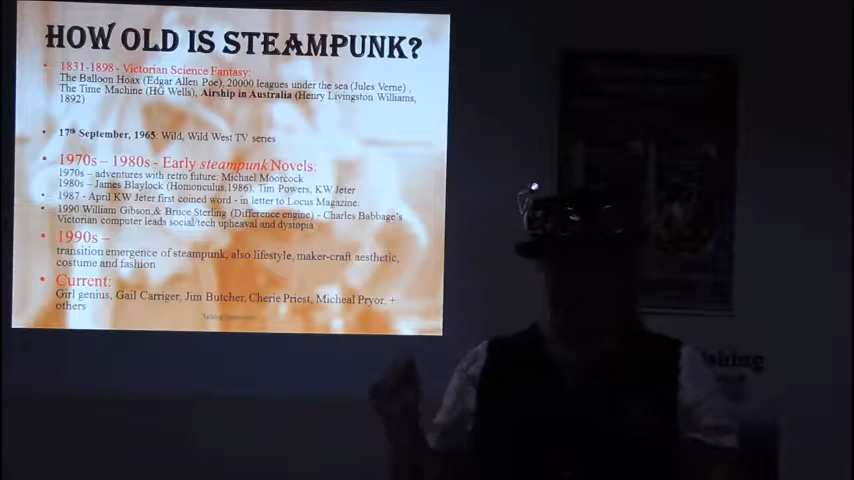 HOW OLD IS STEAMPUNK?
• 1831-1898- Victorian Science Fantasy:
The Balloon Hoax (Edgar Allen Poe), 20000 leagues under the sea (Jules Verne) ,
The Time Machine (HG Wells), Airship in Australia (Henry Livingston Williams,
1892)
• 17th September, 1965: Wild, Wild West TV series
• 1970s – 1980s - Early steampunk Novels:
1970s – adventures with retro future: Michael Moorcock
1980s – James Blaylock (Homonculus,1986), Tim Powers, KW Jeter
• 1987 - April KW Jeter first coined word - in letter to Locus Magazine.
• 1990 William Gibson,& Bruce Sterling (Difference engine) - Charles Babbage's
Victorian computer leads social/tech upheaval and dystopia
• 1990s –
transition emergence of steampunk, also lifestyle, maker-craft aesthetic,
costume and fashion
• Current:
Girl genius, Gail Carriger, Jim Butcher, Cherie Priest, Micheal Pryor, +
others
shing